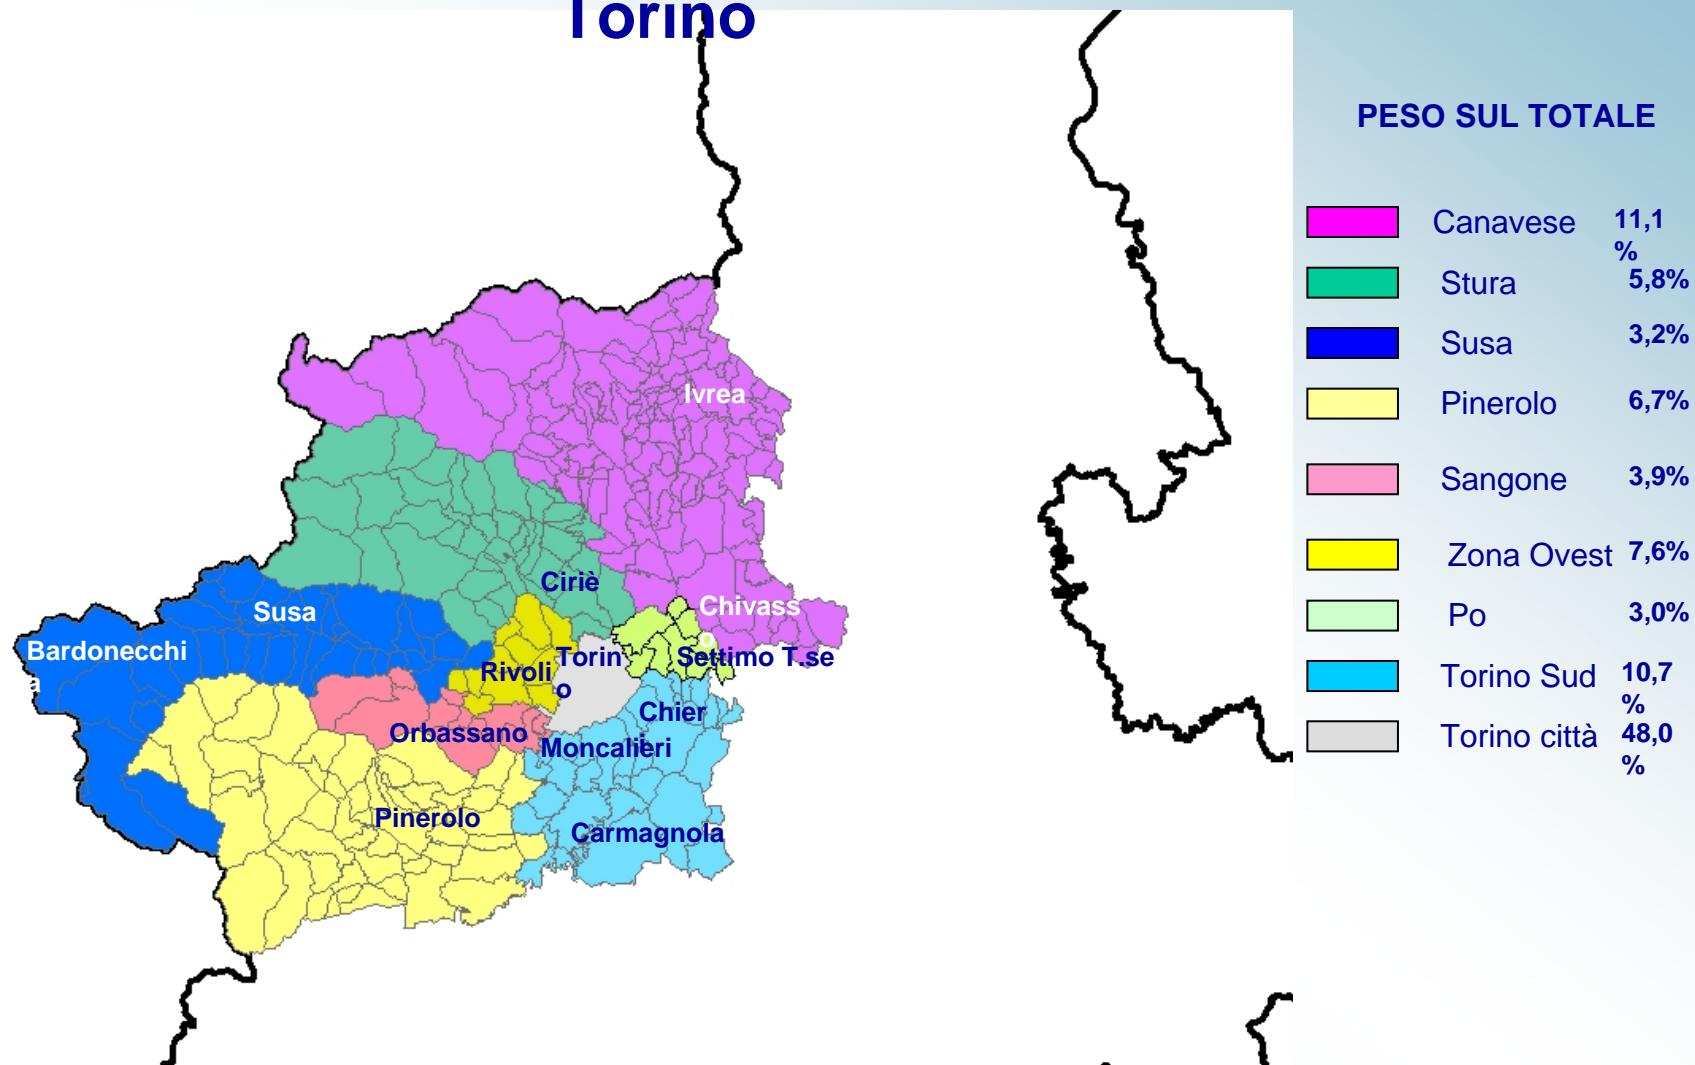 Torino
PESO SUL TOTALE
Canavese 11,1
%
Stura 5,8%
Susa 3,2%
Pinerolo 6,7%
Sangone 3,9%
Zona Ovest 7,6%
Po 3,0%
Torino Sud 10,7
%
Torino città 48,0
%
Ivrea
Ciriè
Susa
Chivass
o
Bardonecchi
a
Rivoli
Torin
o
Settimo T.se
Chier
i
Orbassano
Moncalieri
Pinerolo
Carmagnola